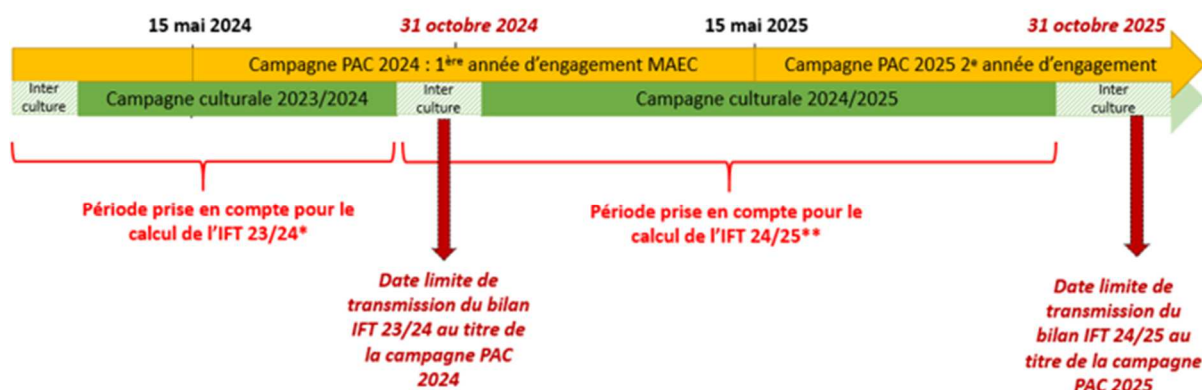 15 mai 2024
31 octobre 2024
15 mai 2025
31 octobre 2025
Campagne PAC 2024 : 1ère année d’engagement MAEC
Campagne PAC 2025 2e année d’engagement
Inter
culture
Campagne culturale 2023/2024
Inter
culture
Campagne culturale 2024/2025
Inter
culture
Période prise en compte pour le
calcul de l’IFT 23/24*
Période prise en compte pour le
calcul de l’IFT 24/25**
Date limite de
transmission du bilan
IFT 23/24 au titre de
la campagne PAC
2024
Date limite de
transmission du
bilan IFT 24/25 au
titre de la campagne
PAC 2025